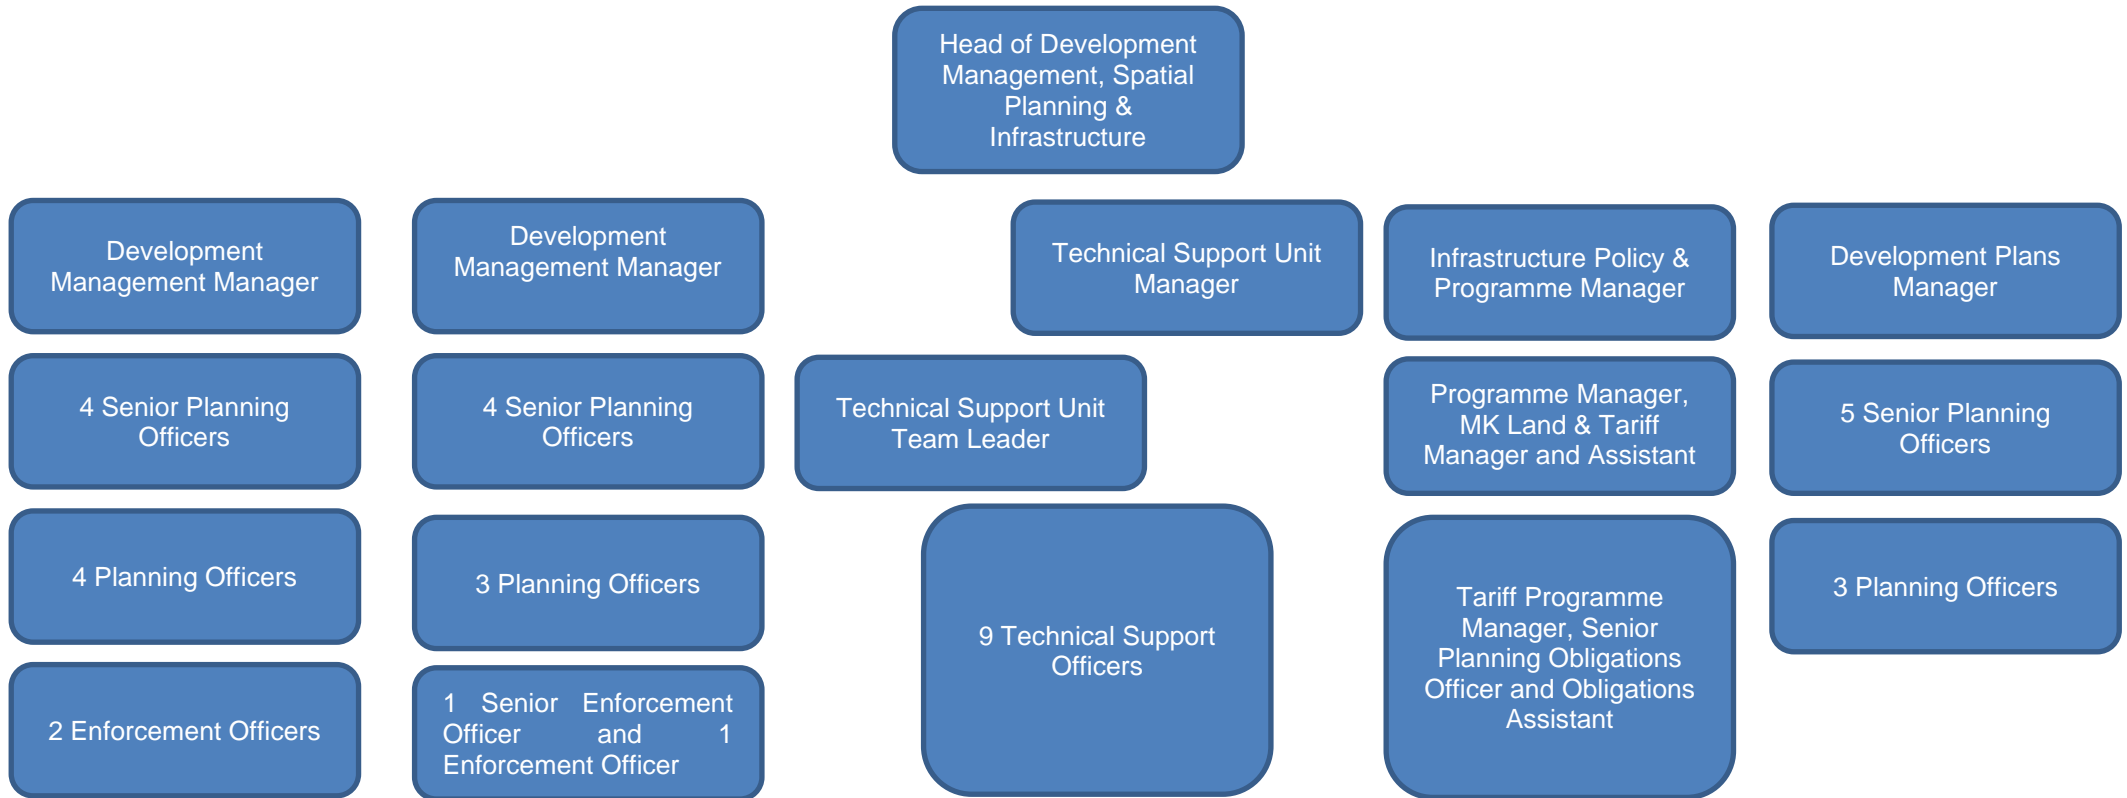 Head of Development
Management, Spatial
Planning &
Infrastructure
Development
Management Manager
Development
Management Manager
Technical Support Unit
Manager
Infrastructure Policy &
Programme Manager
Development Plans
Manager
4 Senior Planning
Officers
4 Senior Planning
Officers
Technical Support Unit
Team Leader
Programme Manager,
MK Land & Tariff
Manager and Assistant
5 Senior Planning
Officers
4 Planning Officers
3 Planning Officers
9 Technical Support
Officers
Tariff Programme
Manager, Senior
Planning Obligations
Officer and Obligations
Assistant
3 Planning Officers
2 Enforcement Officers
1 Senior Enforcement
Officer and 1
Enforcement Officer